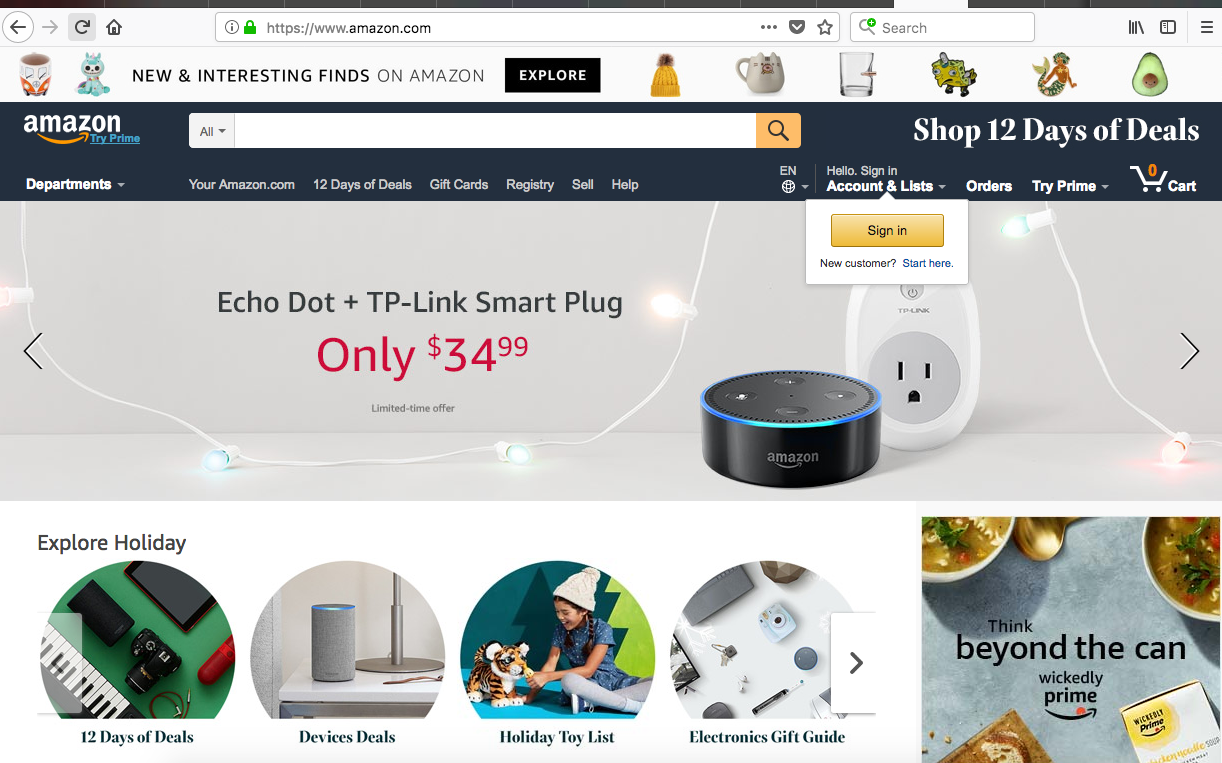 https://www.amazon.com
Search
NEW & INTERESTING FINDS ON AMAZON
EXPLORE
amazon
Try Prime
All
Shop 12 Days of Deals
Departments
Your Amazon.com
12 Days of Deals
Gift Cards
Registry
Sell
Help
EN
Hello. Sign in
Account & Lists
Orders
Try Prime
0
Cart
Sign in
New customer? Start here.
Echo Dot + TP-Link Smart Plug
Only $34.99
Limited-time offer
TP-LINK
amazon
Explore Holiday
12 Days of Deals
Devices Deals
Holiday Toy List
Electronics Gift Guide
Think
beyond the can
wickedly
prime
WICKEDLY
Prime
chicken noodle SOUP